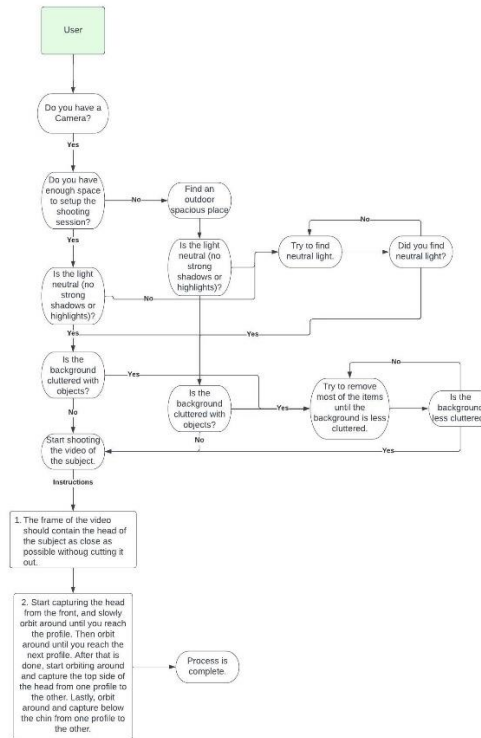 User
Do you have a
Camera?
Yes
Do you have
enough space
to setup the
shooting
session?
No
Find an
outdoor
spacious place
Yes
Is the light
neutral (no
strong
shadows or
highlights)?
No
Is the light
neutral (no
strong
shadows or
highlights)?
Try to find
neutral light.
No
Did you find
neutral light?
Yes
Yes
Is the
background
cluttered with
objects?
Yes
No
Is the
background
cluttered with
objects?
Yes
No
Try to remove
most of the items
until the
background is less
cluttered.
No
Is the
background
less cluttered
Yes
Start shooting
the video of
the subject.
Instructions
1. The frame of the video
should contain the head of
the subject as close as
possible withoug cutting it
out.
2. Start capturing the head
from the front, and slowly
orbit around until you reach
the profile. Then orbit
around until you reach the
next profile. After that is
done, start orbiting around
and capture the top side of
the head from one profile to
the other. Lastly, orbit
around and capture below
the chin from one profile to
the other.
Process is
complete.